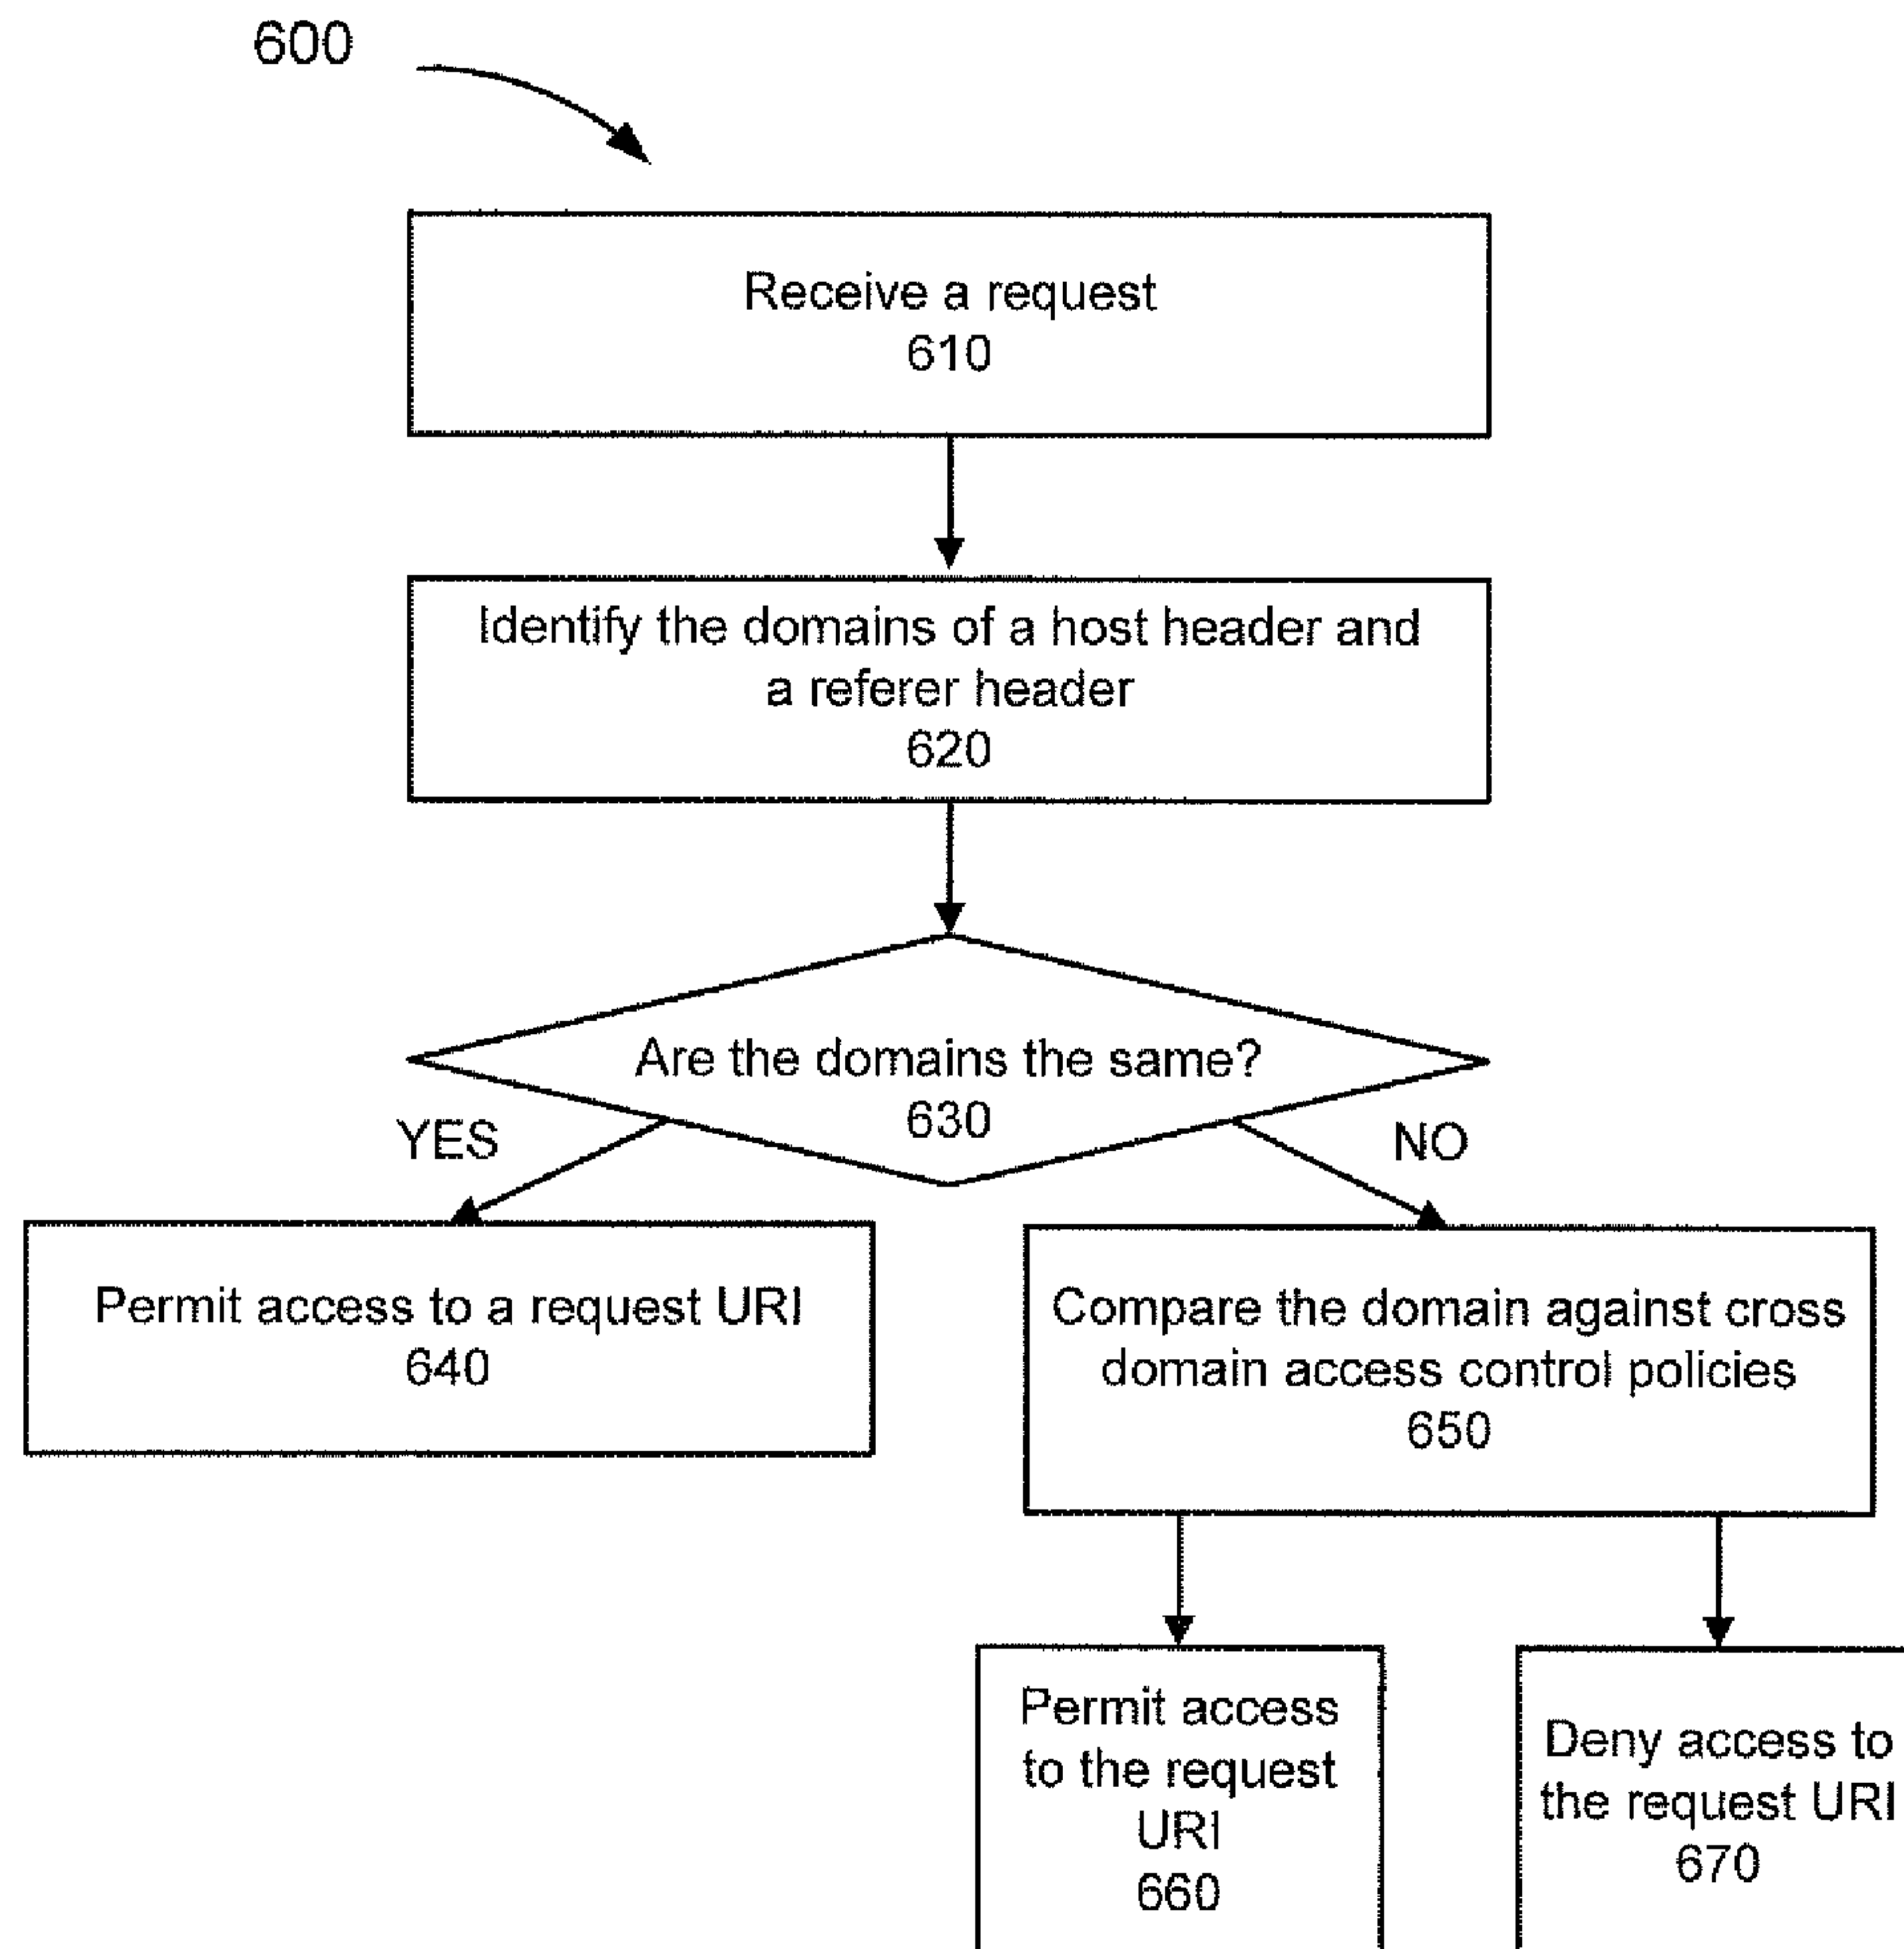 600
Receive a request
610
Identify the domains of a host header and
a referer header
620
Are the domains the same?
630
YES
NO
Permit access to a request URI
640
Compare the domain against cross
domain access control policies
650
Permit access
to the request
URI
660
Deny access to
the request URI
670